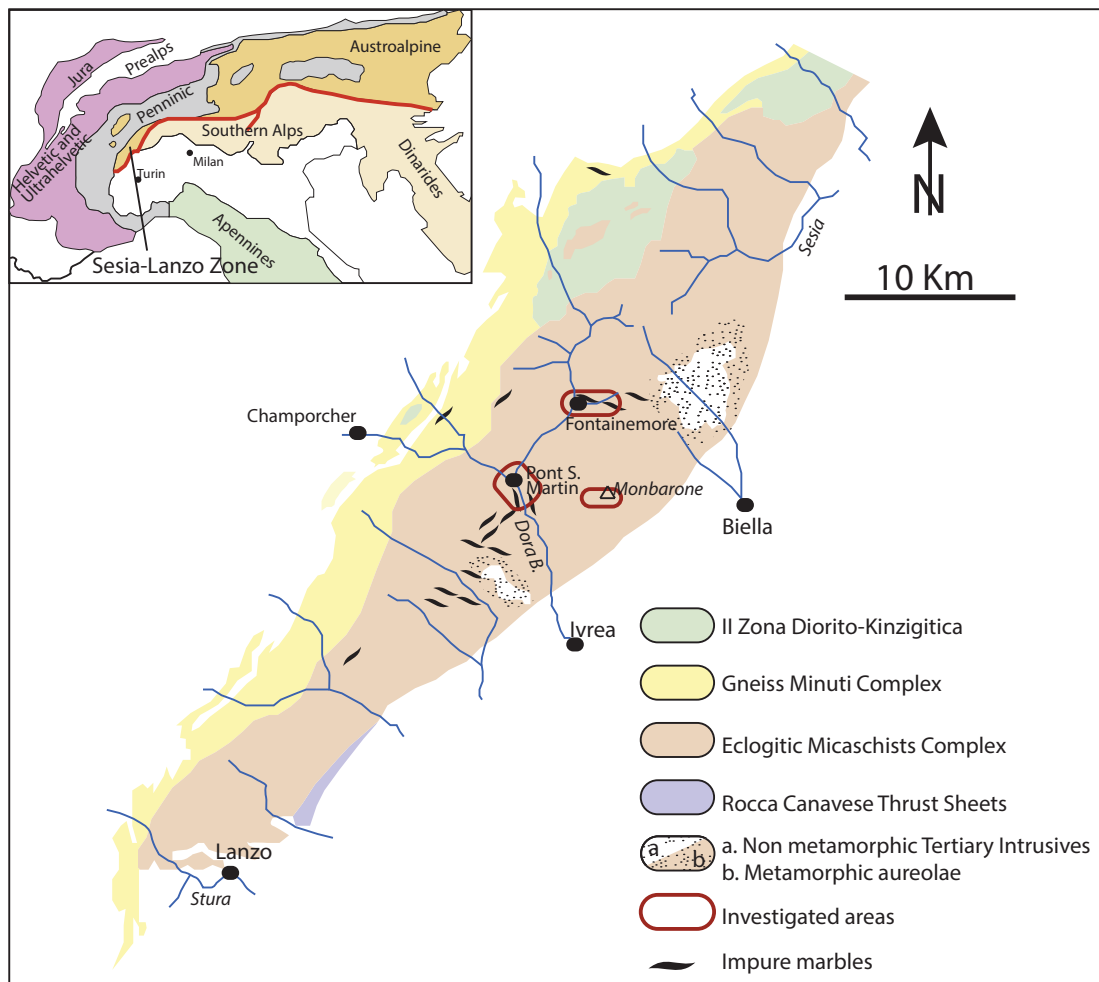 Jura
Prealps
Austroalpine
Penninic
Helvetic and
Ultrahelvetic
Southern Alps
Milan
Turin
Dinarides
Apennines
Sesia-Lanzo Zone
N
10 Km
Sesia
Champorcher
Fontainemore
Pont S.
Martin
Monbarone
Dora B.
Biella
Ivrea
Lanzo
Stura
II Zona Diorito-Kinzigitica
Gneiss Minuti Complex
Eclogitic Micaschists Complex
Rocca Canavese Thrust Sheets
a
b
a. Non metamorphic Tertiary Intrusives
b. Metamorphic aureolae
Investigated areas
Impure marbles